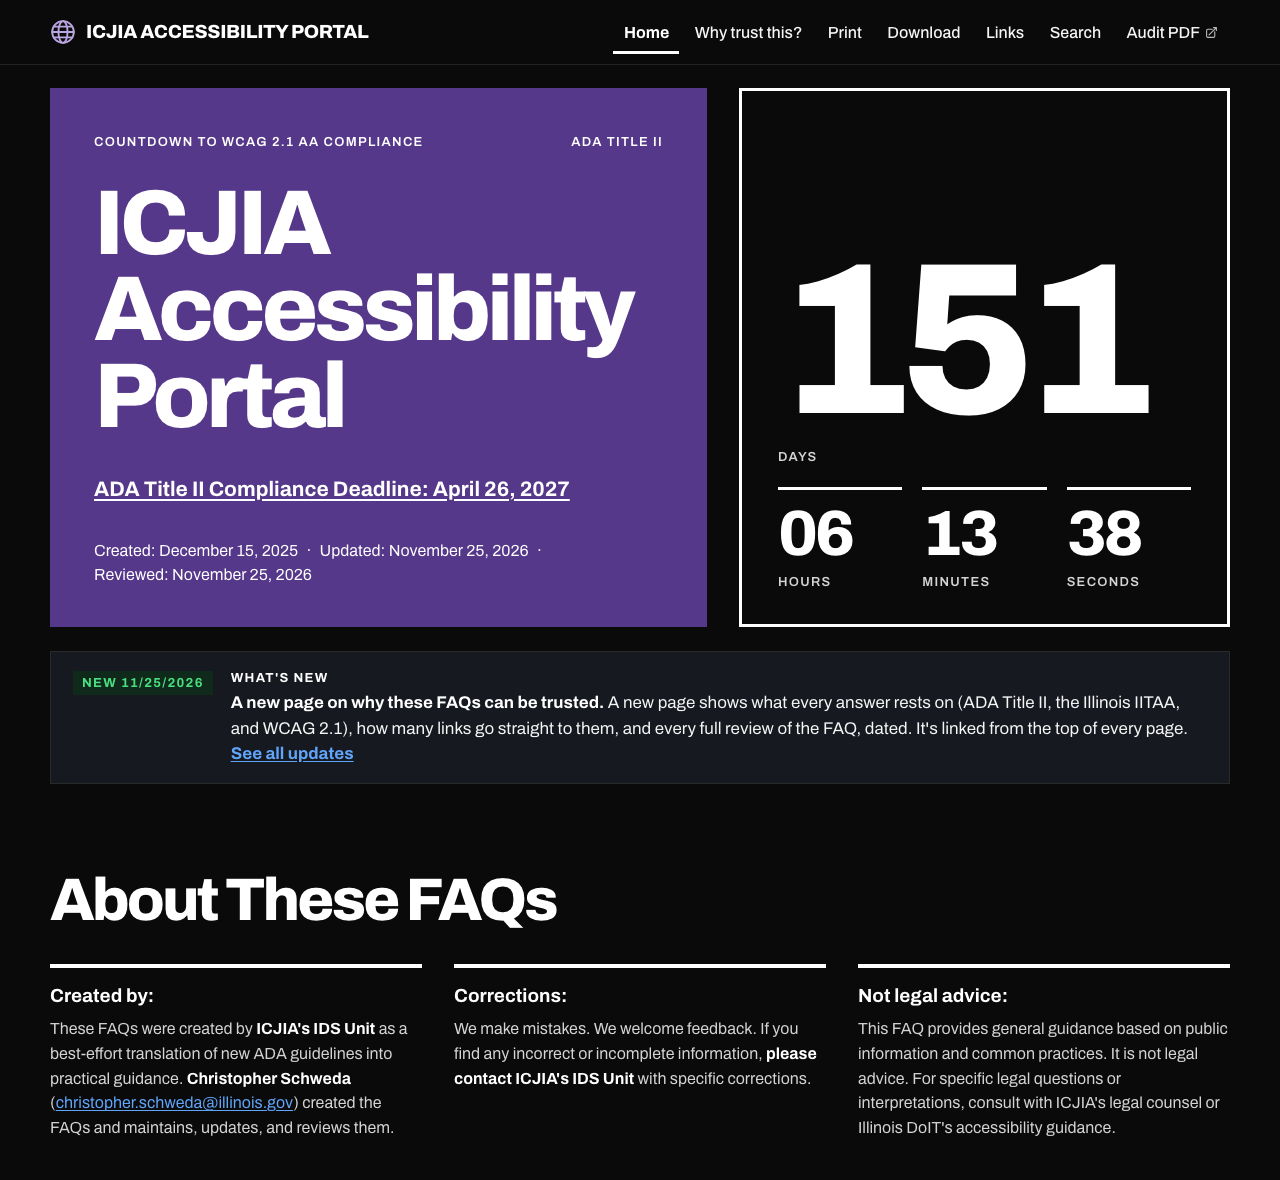 ICJIA ACCESSIBILITY PORTAL
Home
Why trust this?
Print
Download
Links
Search
Audit PDF
COUNTDOWN TO WCAG 2.1 AA COMPLIANCE
ADA TITLE II
ICJIA
Accessibility
Portal
ADA Title II Compliance Deadline: April 26, 2027
Created: December 15, 2025 · Updated: November 25, 2026 ·
Reviewed: November 25, 2026
151
DAYS
06
HOURS
13
MINUTES
38
SECONDS
NEW 11/25/2026
WHAT'S NEW
A new page on why these FAQs can be trusted. A new page shows what every answer rests on (ADA Title II, the Illinois IITAA,
and WCAG 2.1), how many links go straight to them, and every full review of the FAQ, dated. It's linked from the top of every page.
See all updates
About These FAQs
Created by:
These FAQs were created by ICJIA's IDS Unit as a
best-effort translation of new ADA guidelines into
practical guidance. Christopher Schweda
(christopher.schweda@illinois.gov) created the
FAQs and maintains, updates, and reviews them.
Corrections:
We make mistakes. We welcome feedback. If you
find any incorrect or incomplete information, please
contact ICJIA's IDS Unit with specific corrections.
Not legal advice:
This FAQ provides general guidance based on public
information and common practices. It is not legal
advice. For specific legal questions or
interpretations, consult with ICJIA's legal counsel or
Illinois DoIT's accessibility guidance.